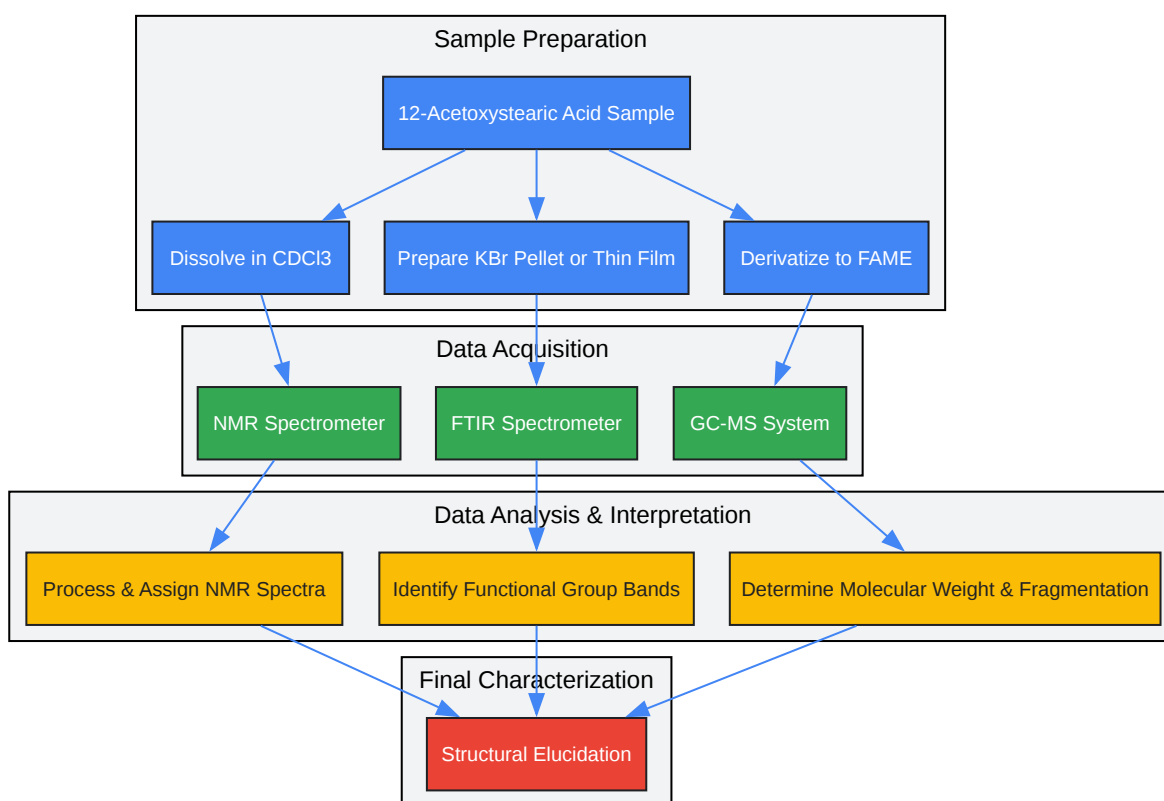 Sample Preparation
12-Acetoxystearic Acid Sample
Dissolve in CDCl3
Prepare KBr Pellet or Thin Film
Derivatize to FAME
Data Acquisition
NMR Spectrometer
FTIR Spectrometer
GC-MS System
Data Analysis & Interpretation
Process & Assign NMR Spectra
Identify Functional Group Bands
Determine Molecular Weight & Fragmentation
Final Characterization
Structural Elucidation